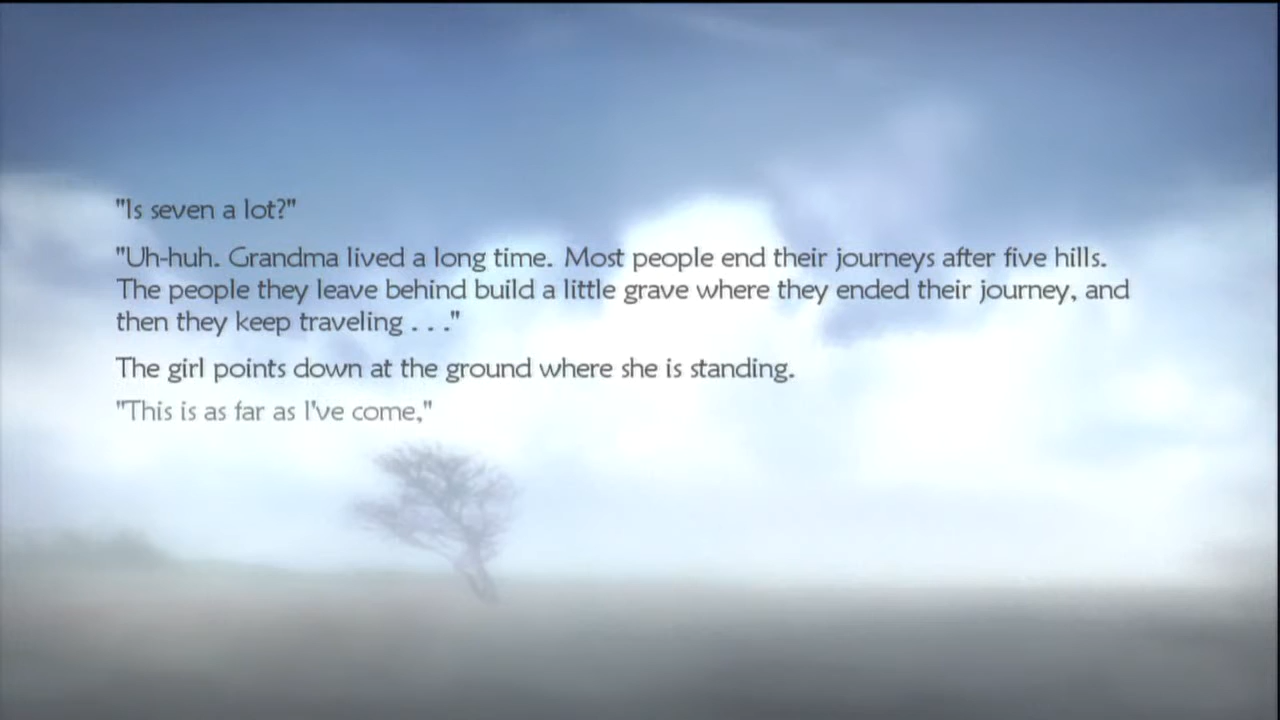 "Is seven a lot?"
"Uh-huh. Grandma lived a long time. Most people end their journeys after five hills.
The people they leave behind build a little grave where they ended their journey, and
then they keep traveling . . ."
The girl points down at the ground where she is standing.
"This is as far as I've come,"